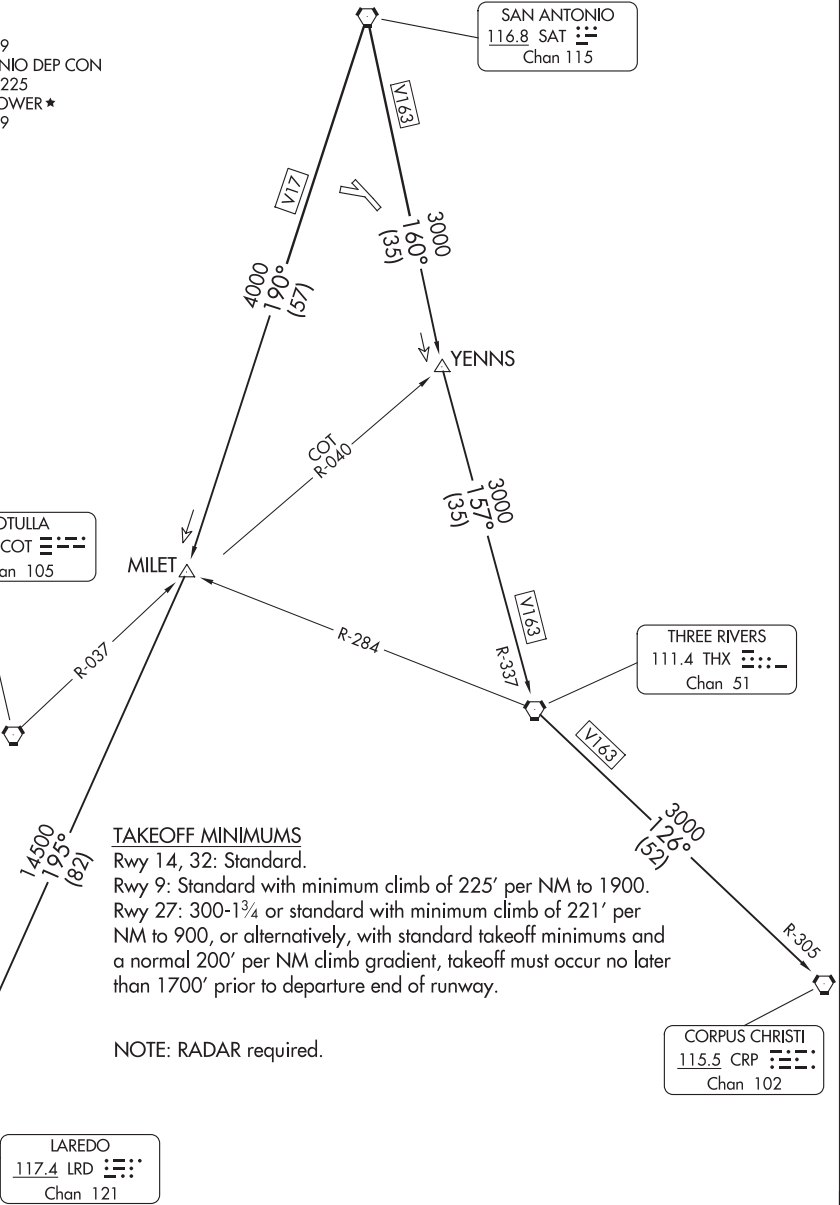 9
NIO DEP CON
225
OWER★
9
SAN ANTONIO
116.8 SAT
Chan 115
V163
V17
3000
160°
(35)
4000
190°
(57)
YENNS
COT
R-040
3000
157°
(35)
OTULLA
COT
an 105
MILET
R-037
R-284
V163
R-337
THREE RIVERS
111.4 THX
Chan 51
V163
3000
126°
(52)
14500
195°
(82)
TAKEOFF MINIMUMS
Rwy 14, 32: Standard.
Rwy 9: Standard with minimum climb of 225' per NM to 1900.
Rwy 27: 300-1¾ or standard with minimum climb of 221' per
NM to 900, or alternatively, with standard takeoff minimums and
a normal 200' per NM climb gradient, takeoff must occur no later
than 1700' prior to departure end of runway.
R-305
NOTE: RADAR required.
CORPUS CHRISTI
115.5 CRP
Chan 102
LAREDO
117.4 LRD
Chan 121